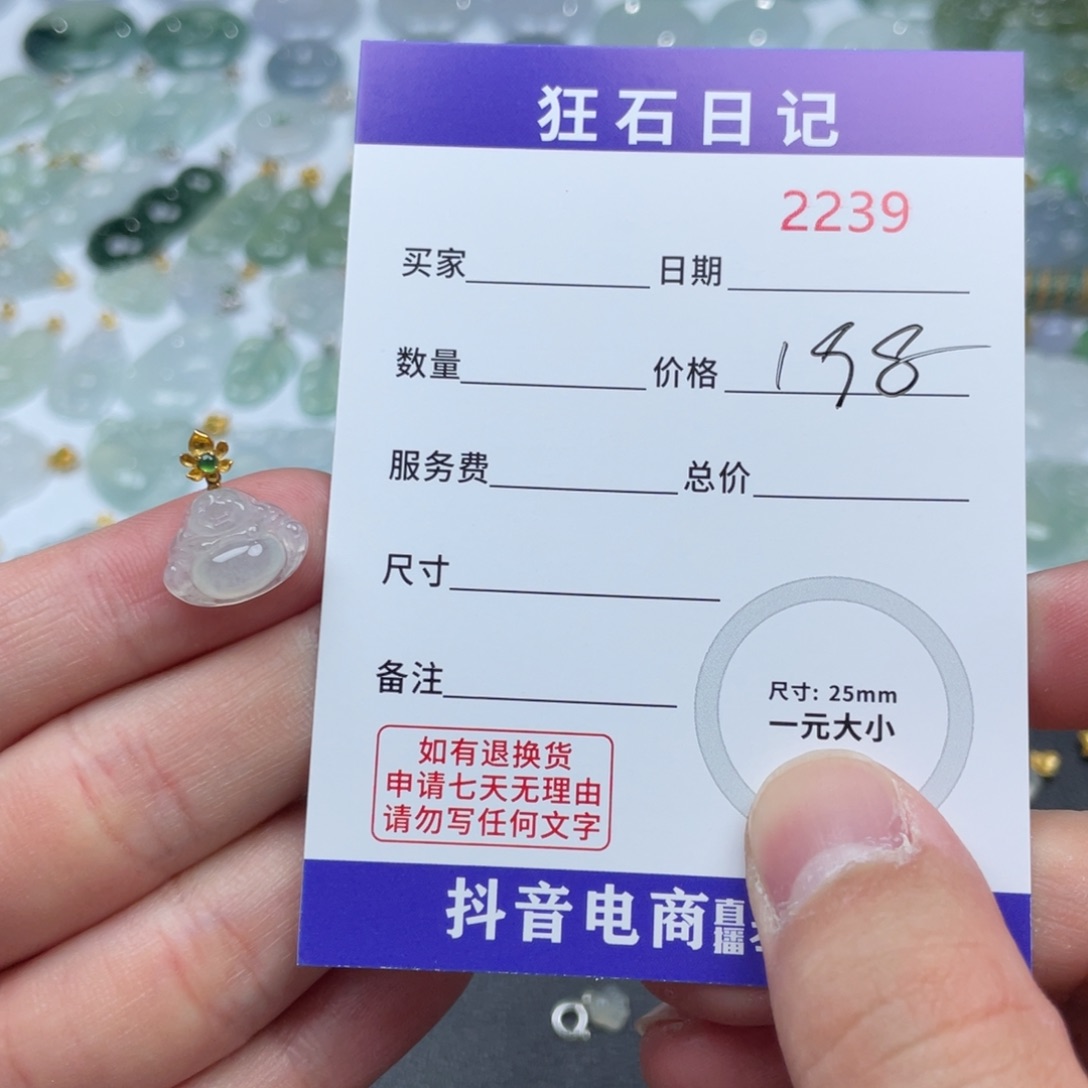 狂石日记
2239
买家 日期
数量 价格 198
服务费 总价
尺寸
备注
尺寸: 25mm
一元大小
如有退换货
申请七天无理由
请勿写任何文字
抖音电商直播